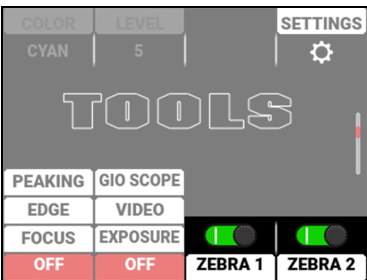 COLOR LEVEL SETTINGS
CYAN 5
TOOLS
PEAKING GIO SCOPE
EDGE VIDEO
FOCUS EXPOSURE
OFF OFF ZEBRA 1 ZEBRA 2